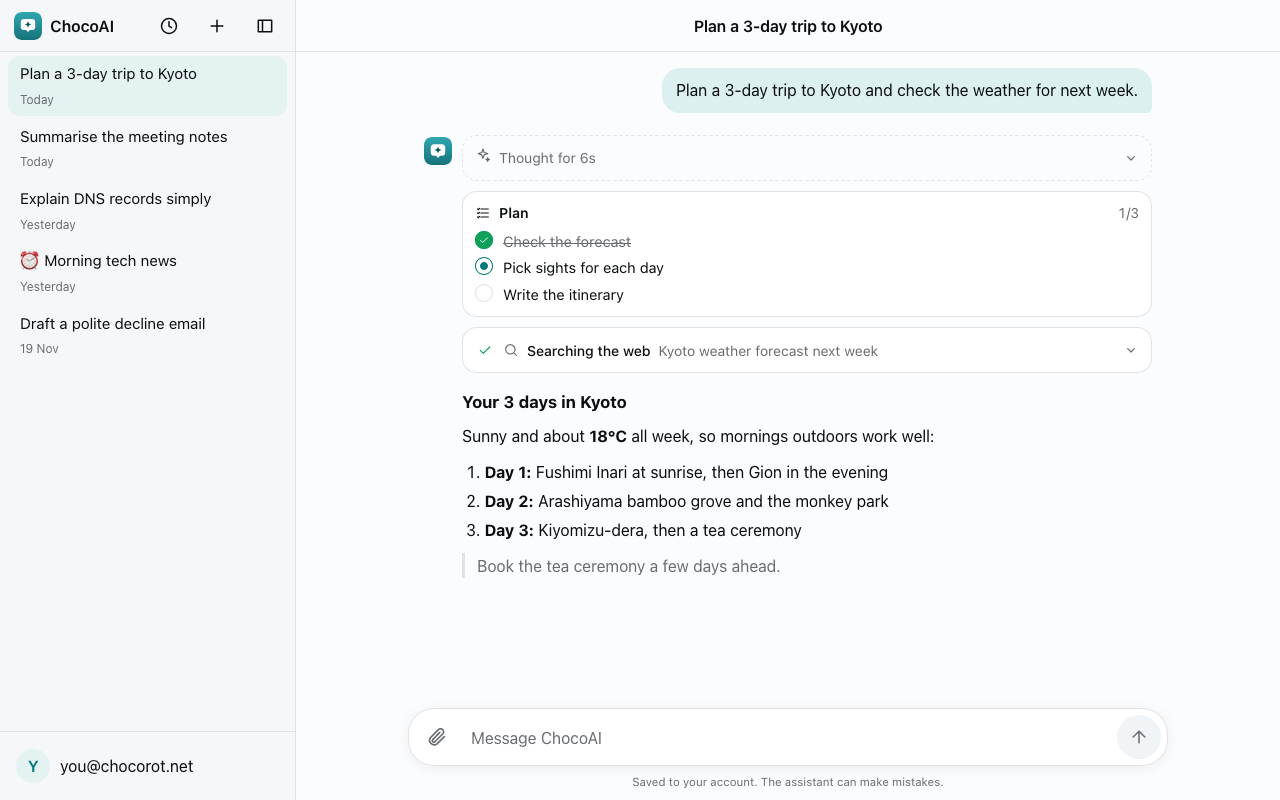 ChocoAI
Plan a 3-day trip to Kyoto
Today
Summarise the meeting notes
Today
Explain DNS records simply
Yesterday
⏰ Morning tech news
Yesterday
Draft a polite decline email
19 Nov
Y
you@chocorot.net
Plan a 3-day trip to Kyoto
Plan a 3-day trip to Kyoto and check the weather for next week.
Thought for 6s
Plan 1/3
Check the forecast
Pick sights for each day
Write the itinerary
Searching the web Kyoto weather forecast next week
Your 3 days in Kyoto
Sunny and about 18°C all week, so mornings outdoors work well:
1. Day 1: Fushimi Inari at sunrise, then Gion in the evening
2. Day 2: Arashiyama bamboo grove and the monkey park
3. Day 3: Kiyomizu-dera, then a tea ceremony
Book the tea ceremony a few days ahead.
Message ChocoAI
Saved to your account. The assistant can make mistakes.